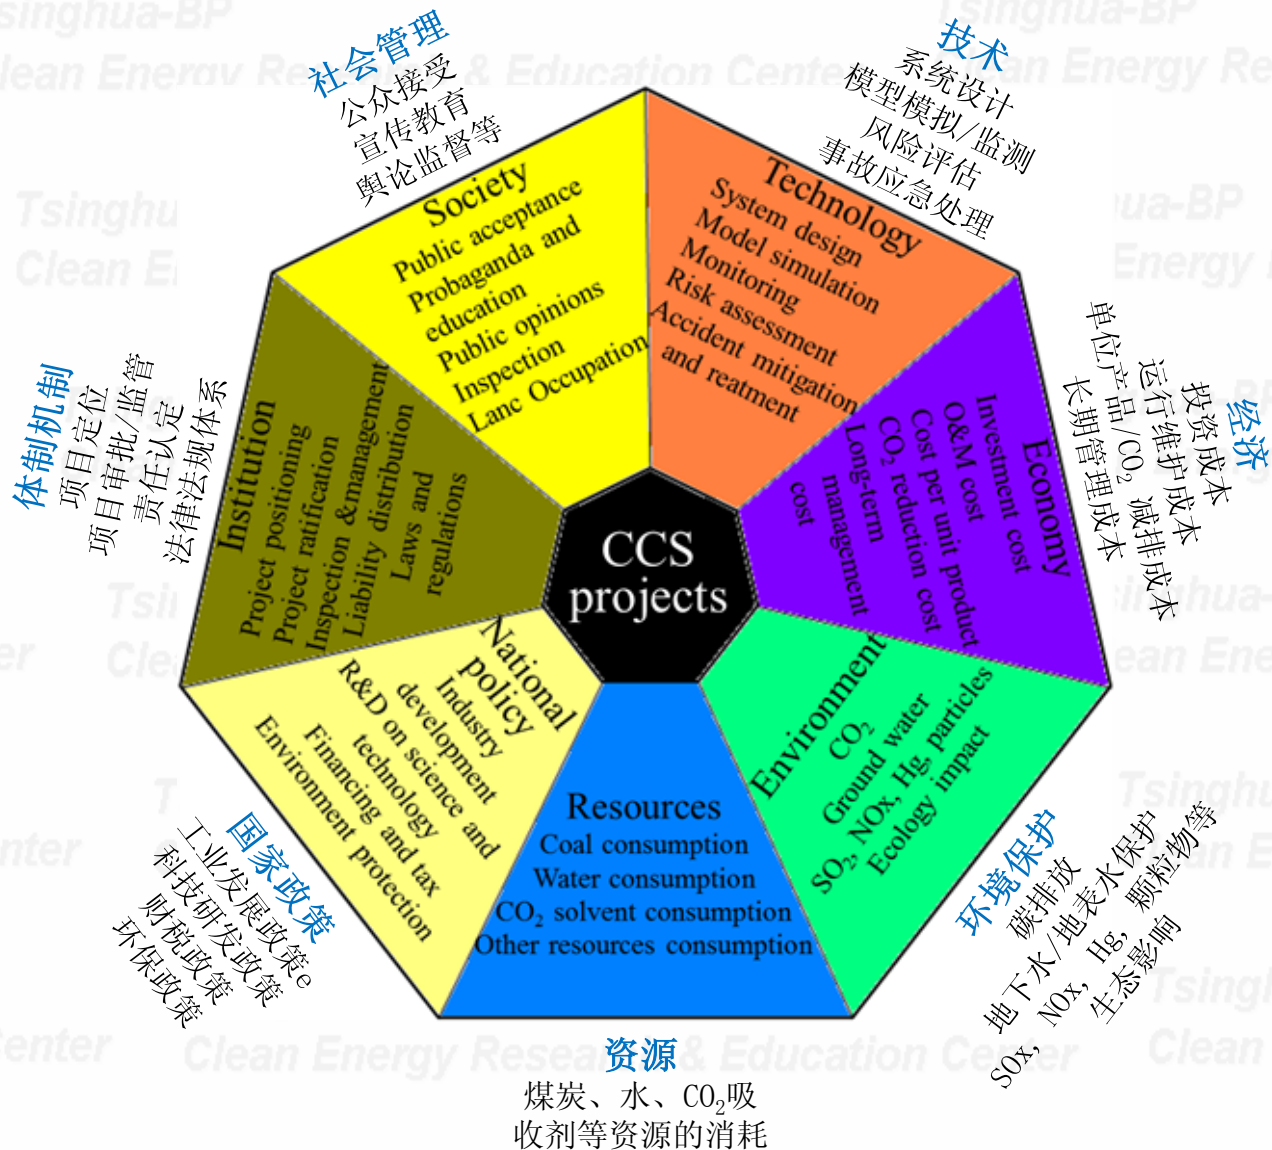 社会管理
公众接受
宣传教育
舆论监督等
技术
系统设计
模型模拟/监测
风险评估
事故应急处理
Society
Public acceptance
Probaganda and
education
Public opinions
Inspection
Lanc Occupation
Technology
System design
Model simulation
Monitoring
Risk assessment
Accident mitigation
and reatment
体制机制
项目定位
项目审批/监管
责任认定
法律法规体系
Institution
Project positioning
Project ratification
Inspection &management
Liability distribution
Laws and
regulations
CCS
projects
Economy
Investment cost
O&M cost
Cost per unit product
CO₂ reduction cost
Long-term
management
cost
经济
投资成本
运行维护成本
单位产品/CO₂ 减排成本
长期管理成本
National
policy
Industry
development
R&D on science and
technology
Financing and tax
Environment protection
国家政策
工业发展政策e
科技研发政策
财税政策
环保政策
Resources
Coal consumption
Water consumption
CO₂ solvent consumption
Other resources consumption
Environment
CO₂
Ground water
SO₂, NOx, Hg, particles
Ecology impact
环境保护
碳排放
地下水/地表水保护
SOx, NOx, Hg, 颗粒物等
生态影响
资源
煤炭、水、CO₂吸
收剂等资源的消耗
Tsinghua-BP
Clean Energy Research & Education Center